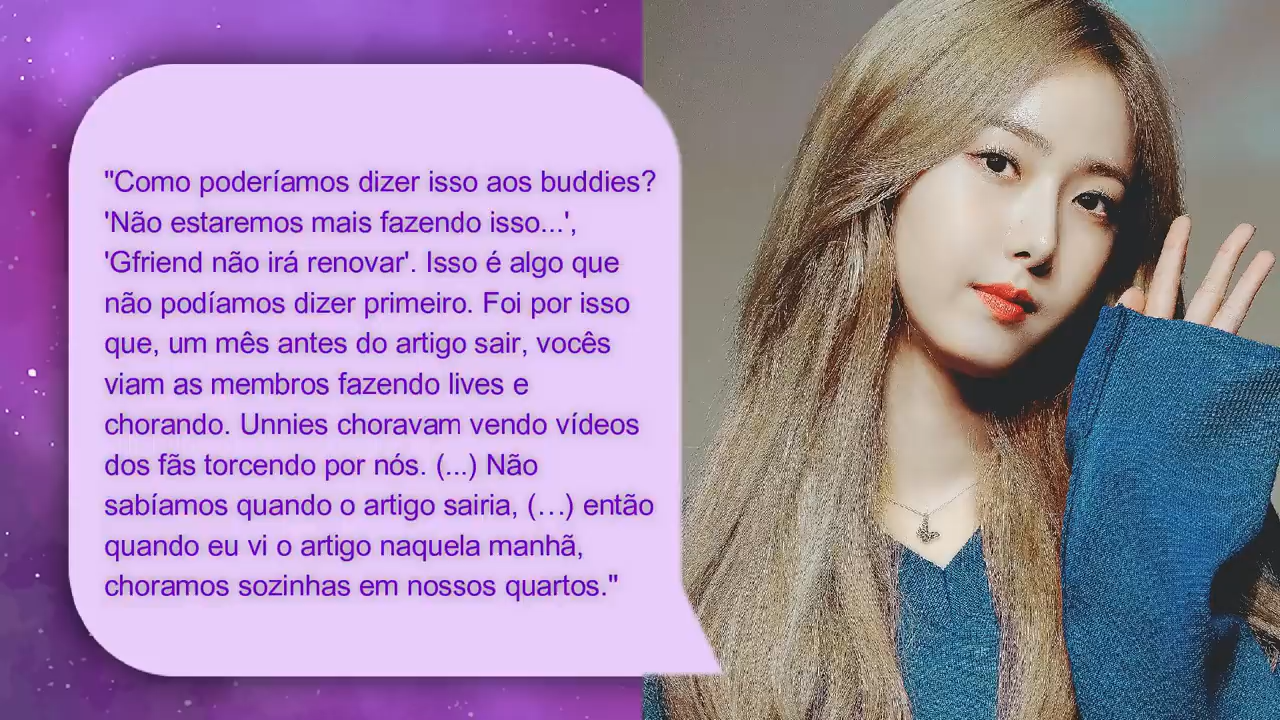 "Como poderíamos dizer isso aos buddies?
'Não estaremos mais fazendo isso...',
'Gfriend não irá renovar'. Isso é algo que
não podíamos dizer primeiro. Foi por isso
que, um mês antes do artigo sair, vocês
viam as membros fazendo lives e
chorando. Unnies choravam vendo vídeos
dos fãs torcendo por nós. (...) Não
sabíamos quando o artigo sairia, (...) então
quando eu vi o artigo naquela manhã,
choramos sozinhas em nossos quartos."